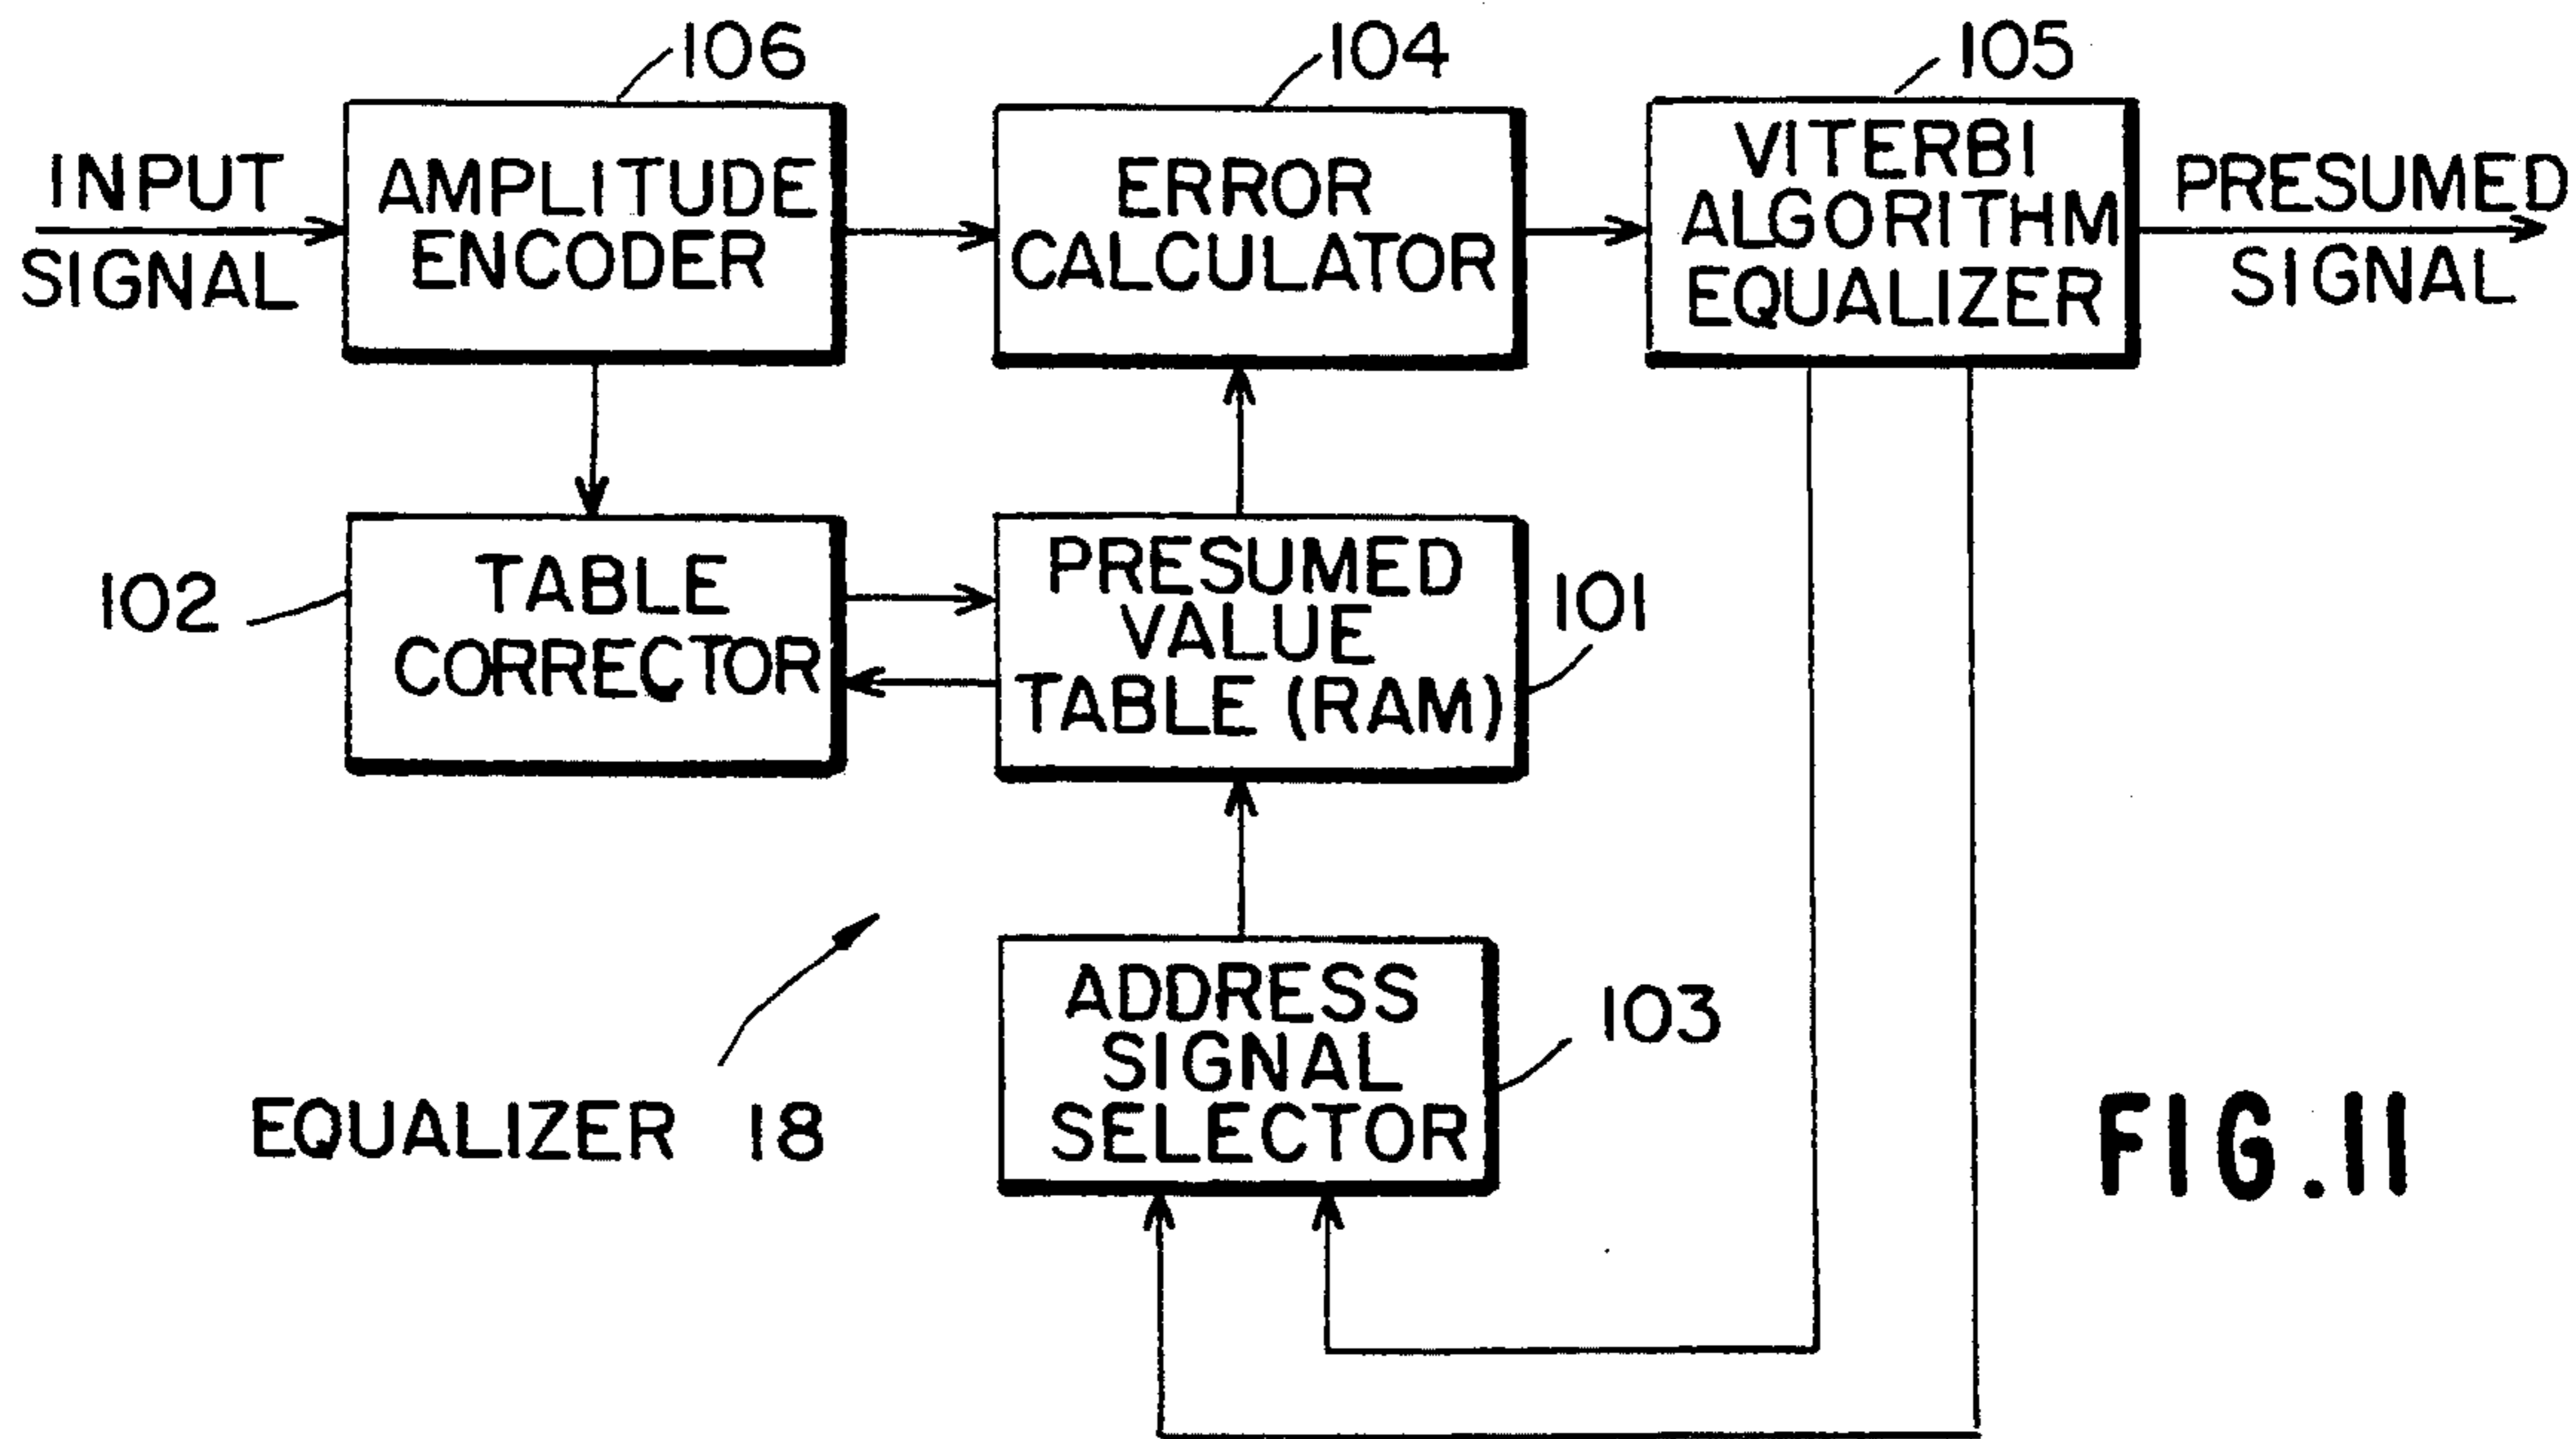 106
104
105
INPUT
SIGNAL
AMPLITUDE
ENCODER
ERROR
CALCULATOR
VITERBI
ALGORITHM
EQUALIZER
PRESUMED
SIGNAL
102
TABLE
CORRECTOR
PRESUMED
VALUE
TABLE (RAM)
101
ADDRESS
SIGNAL
SELECTOR
103
EQUALIZER 18
FIG.11